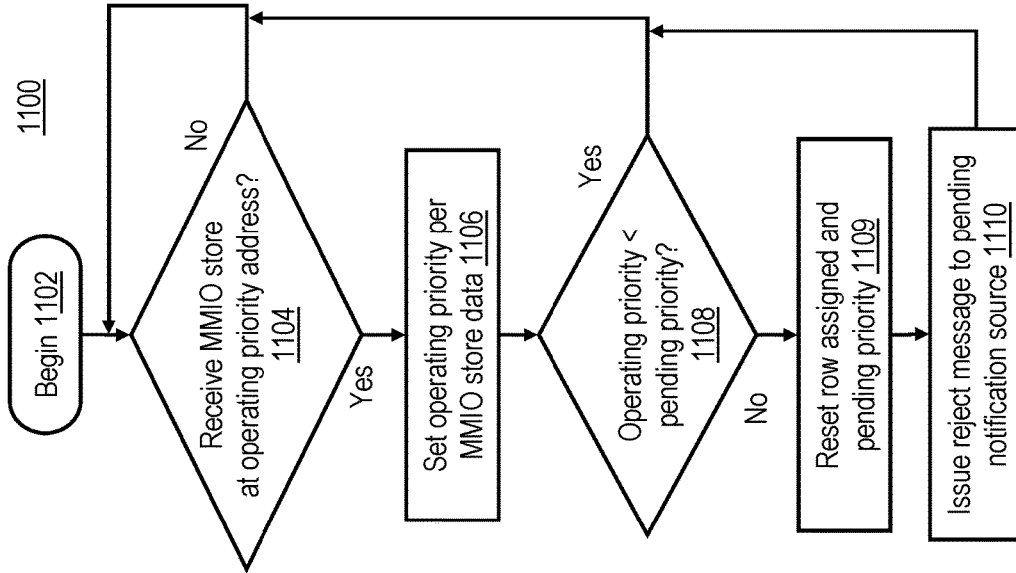 1100
Begin 1102
Receive MMIO store
at operating priority address?
1104
No
Yes
Set operating priority per
MMIO store data 1106
Operating priority <
pending priority?
1108
Yes
No
Reset row assigned and
pending priority 1109
Issue reject message to pending
notification source 1110